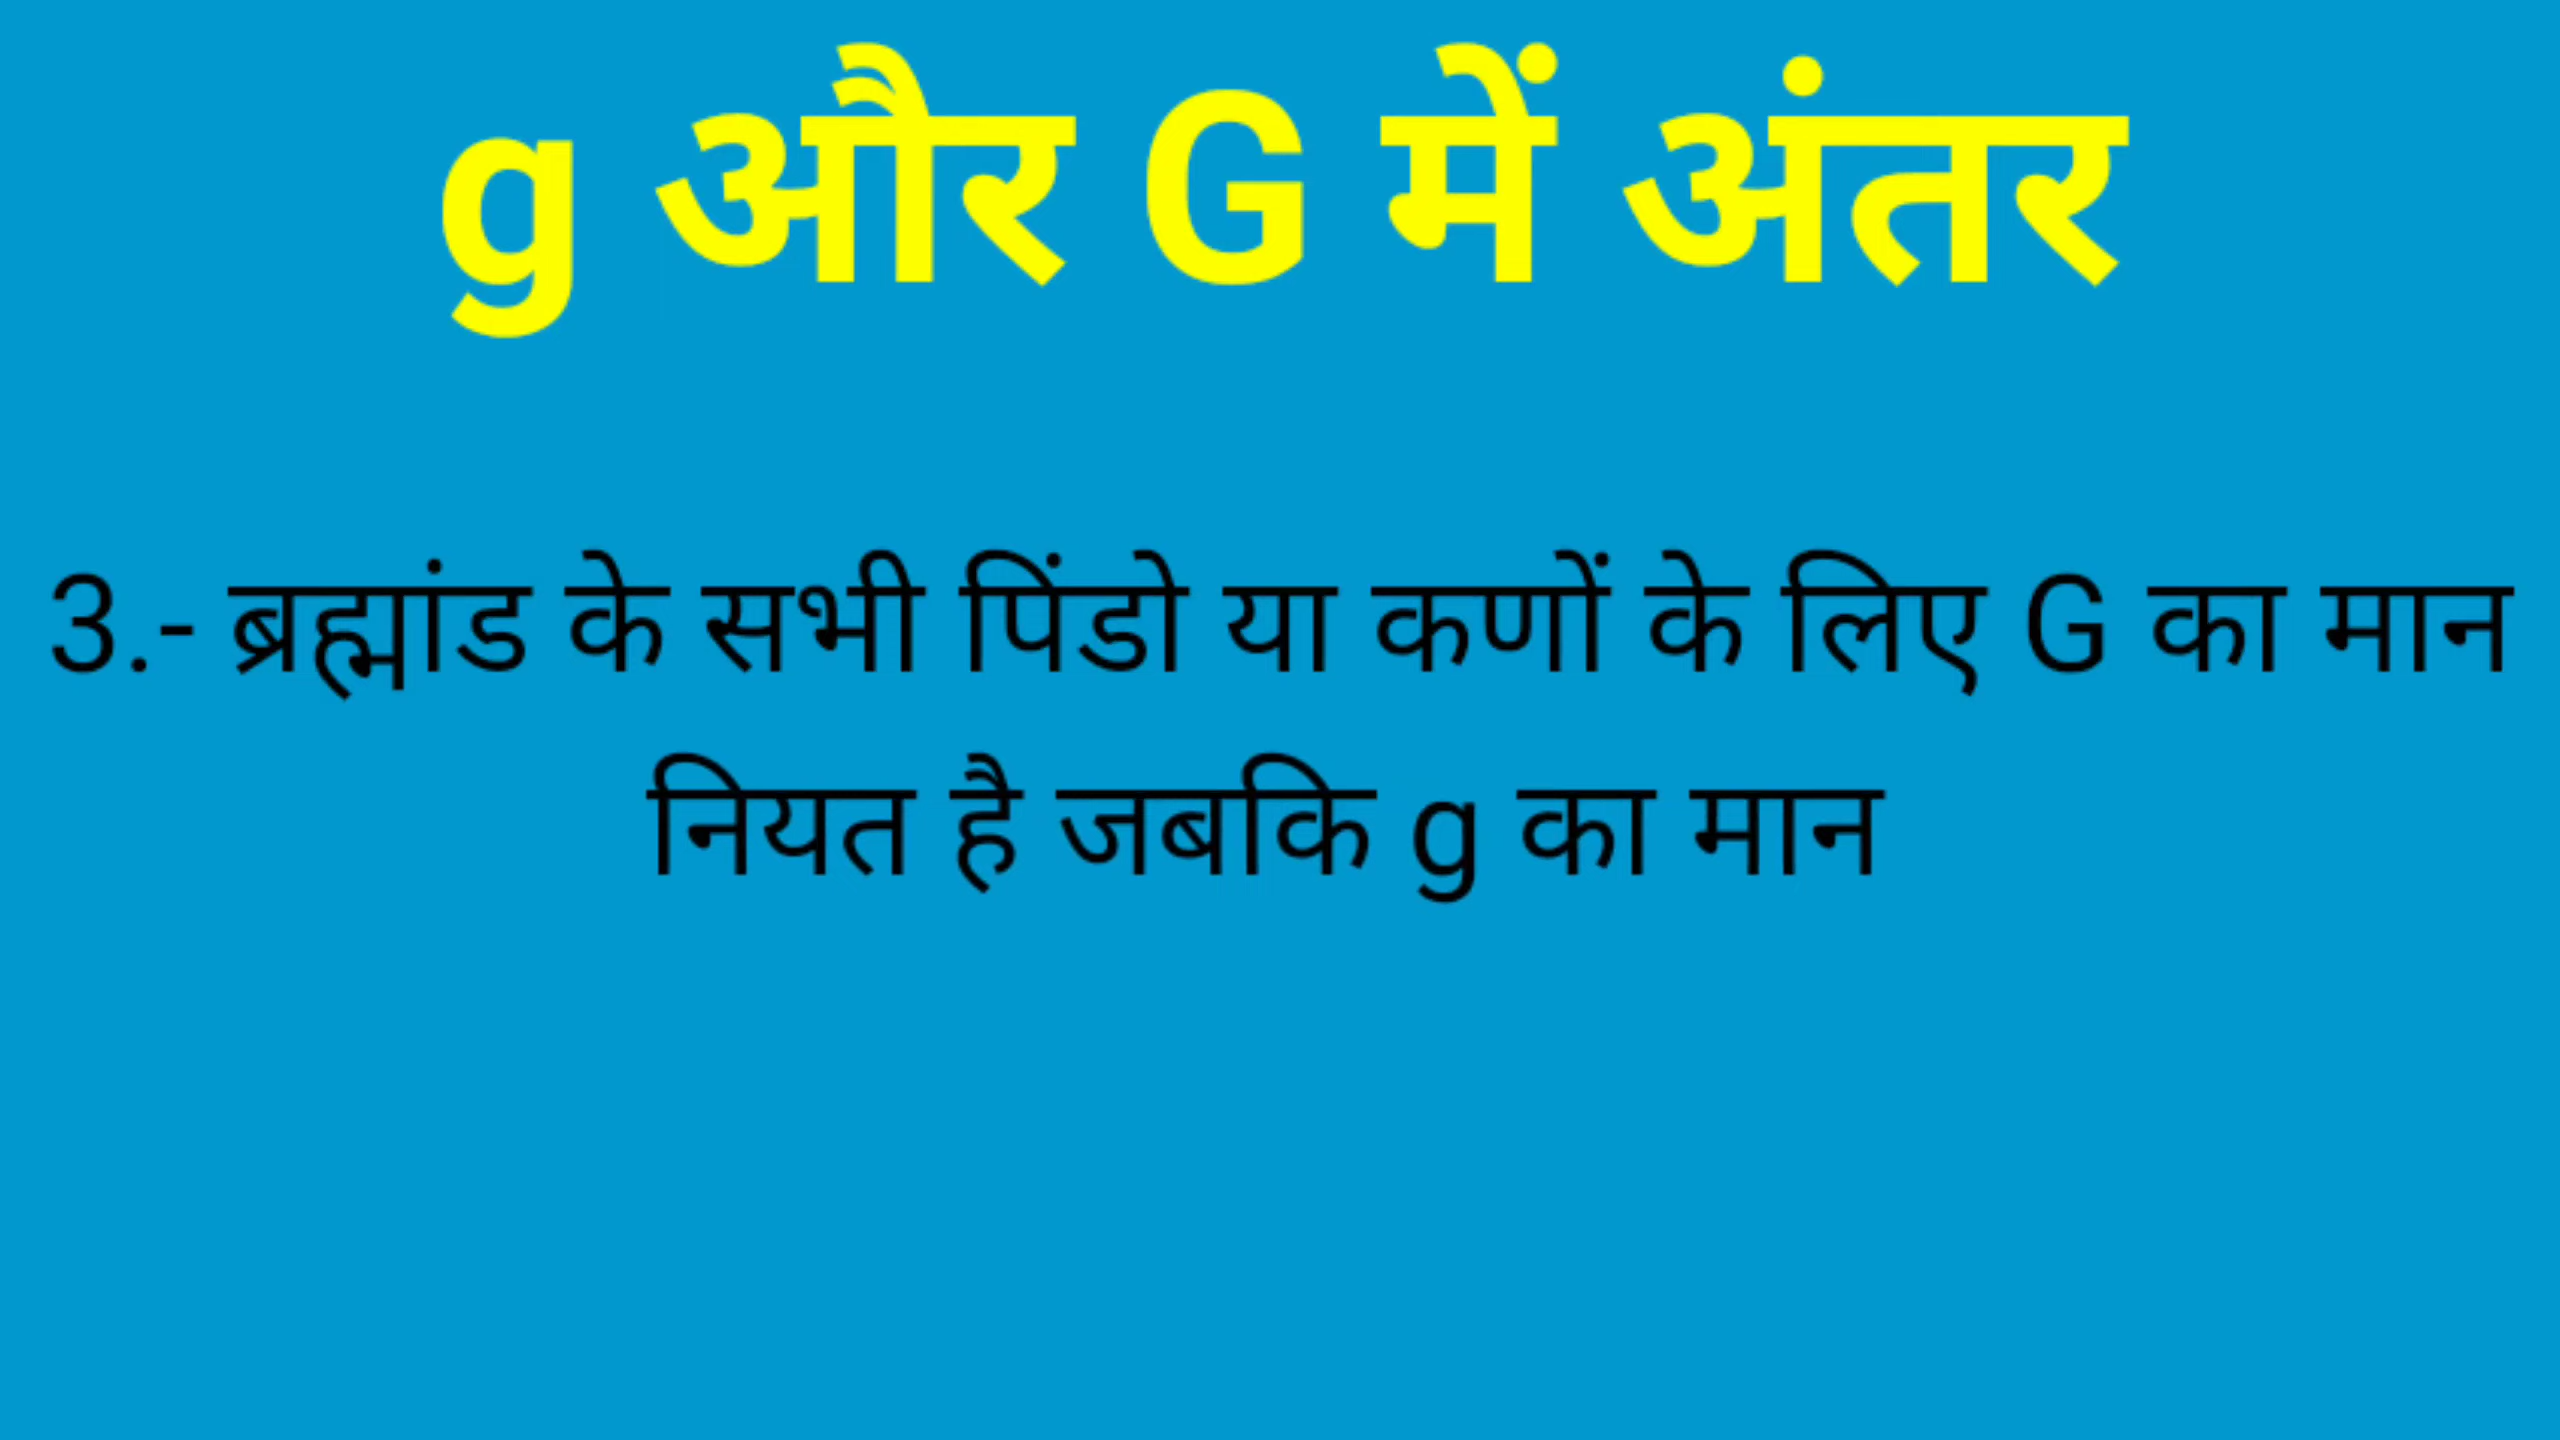 g और G में अंतर
3.- ब्रह्मांड के सभी पिंडो या कणों के लिए G का मान
नियत है जबकि g का मान